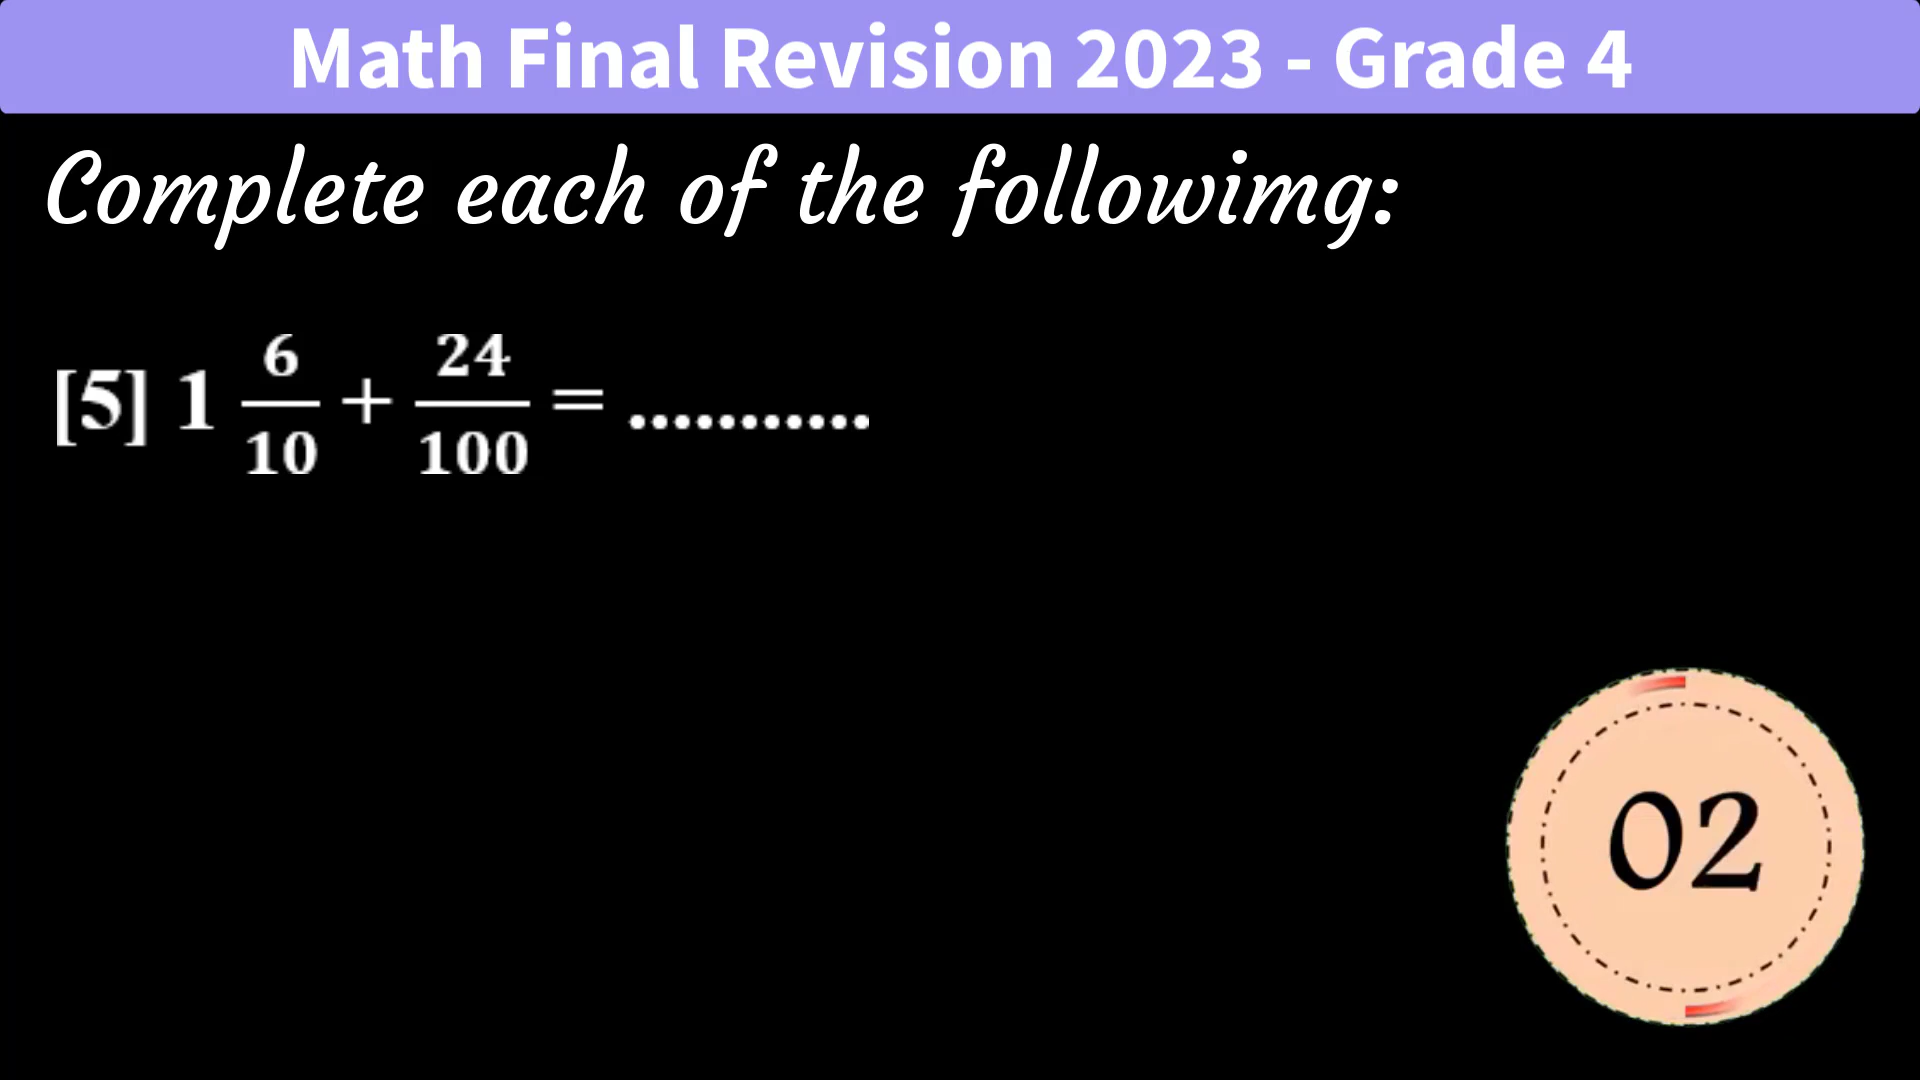 Math Final Revision 2023 - Grade 4
Complete each of the followimg:
[5] 1 6/10 + 24/100 = ...........
02